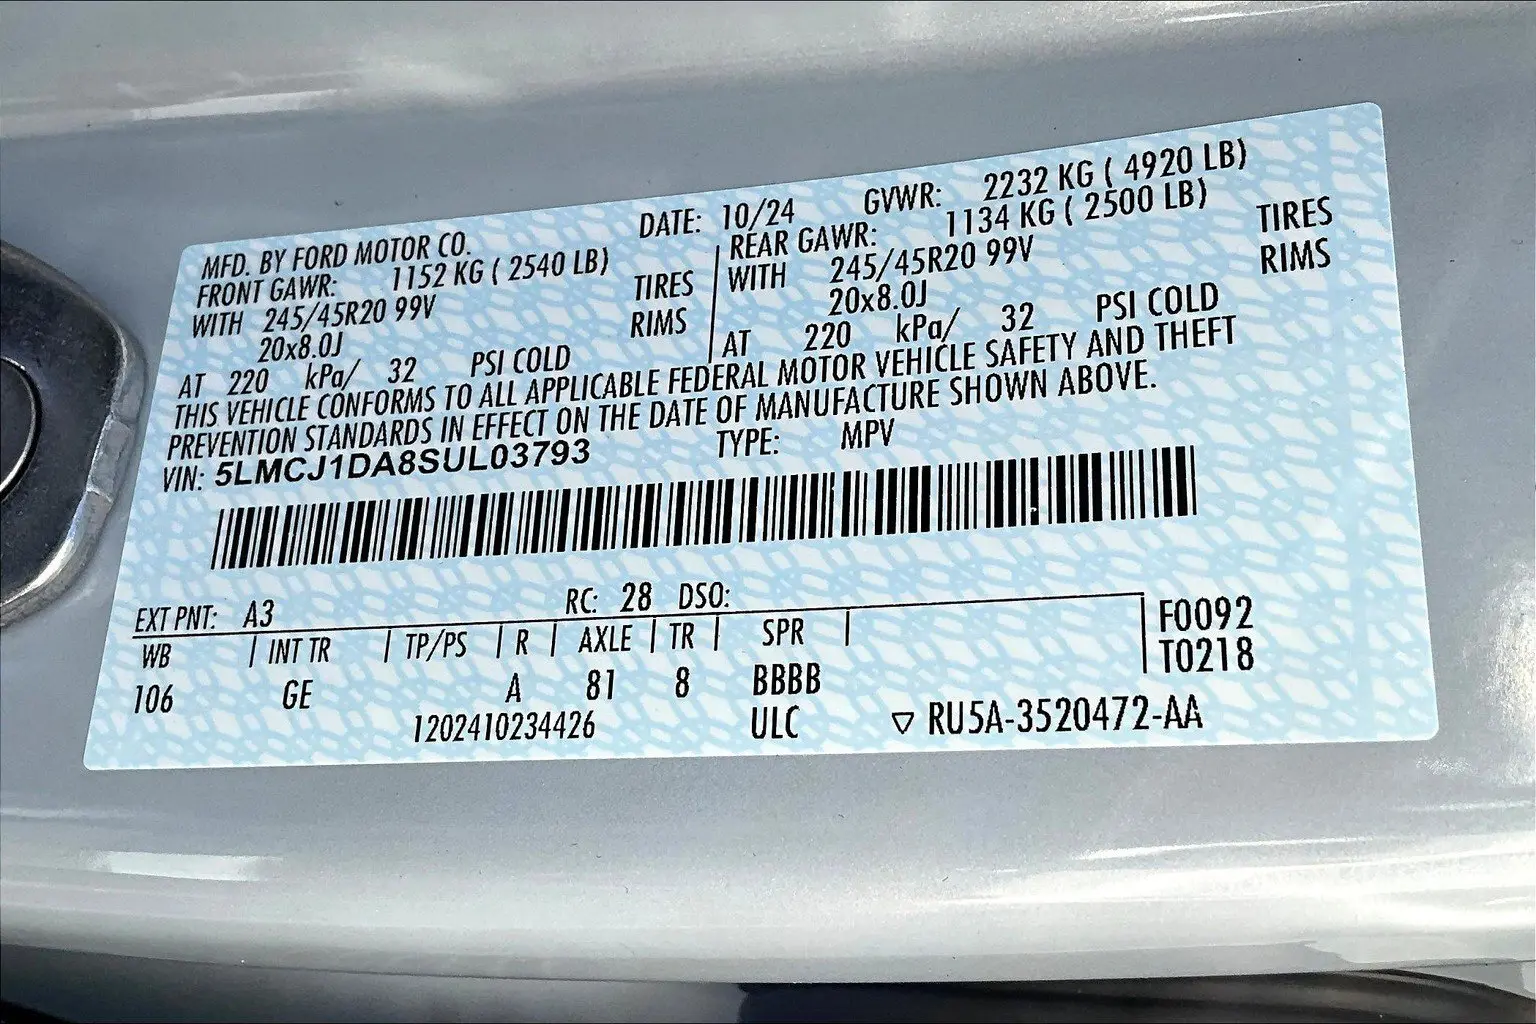 MFD. BY FORD MOTOR CO. DATE: 10/24 GVWR: 2232 KG ( 4920 LB)
FRONT GAWR: 1152 KG ( 2540 LB) REAR GAWR: 1134 KG ( 2500 LB)
WITH 245/45R20 99V TIRES WITH 245/45R20 99V TIRES
20x8.0J RIMS 20x8.0J RIMS
AT 220 kPa/ 32 PSI COLD AT 220 kPa/ 32 PSI COLD
THIS VEHICLE CONFORMS TO ALL APPLICABLE FEDERAL MOTOR VEHICLE SAFETY AND THEFT
PREVENTION STANDARDS IN EFFECT ON THE DATE OF MANUFACTURE SHOWN ABOVE.
VIN: 5LMCJ1DA8SUL03793 TYPE: MPV
EXT PNT: A3 RC: 28 DSO:
WB INT TR TP/PS R AXLE TR SPR F0092
106 GE A 81 8 BBBB T0218
1202410234426 ULC ▽ RU5A-3520472-AA